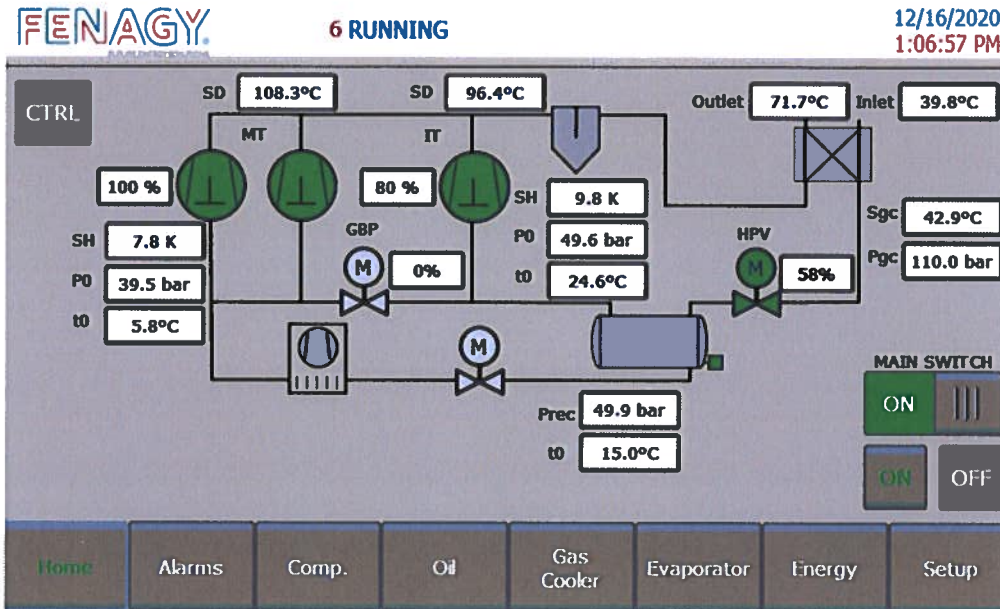 FENAGY.
6 RUNNING
12/16/2020
1:06:57 PM
CTRL
SD 108.3°C
SD 96.4°C
Outlet 71.7°C Inlet 39.8°C
MT
IT
100 %
80 %
SH 7.8 K
P0 39.5 bar
t0 5.8°C
GBP
M
0%
SH 9.8 K
P0 49.6 bar
t0 24.6°C
HPV
M
58%
Sgc 42.9°C
Pgc 110.0 bar
M
Prec 49.9 bar
t0 15.0°C
MAIN SWITCH
ON
ON OFF
Home Alarms Comp. Oil Gas Cooler Evaporator Energy Setup